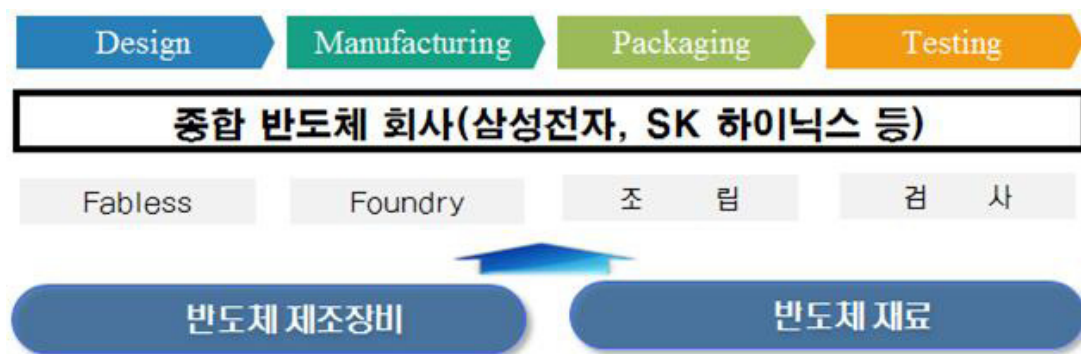 Design Manufacturing Packaging Testing
종합 반도체 회사(삼성전자, SK 하이닉스 등)
Fabless Foundry 조 립 검 사
반도체 제조장비 반도체 재료